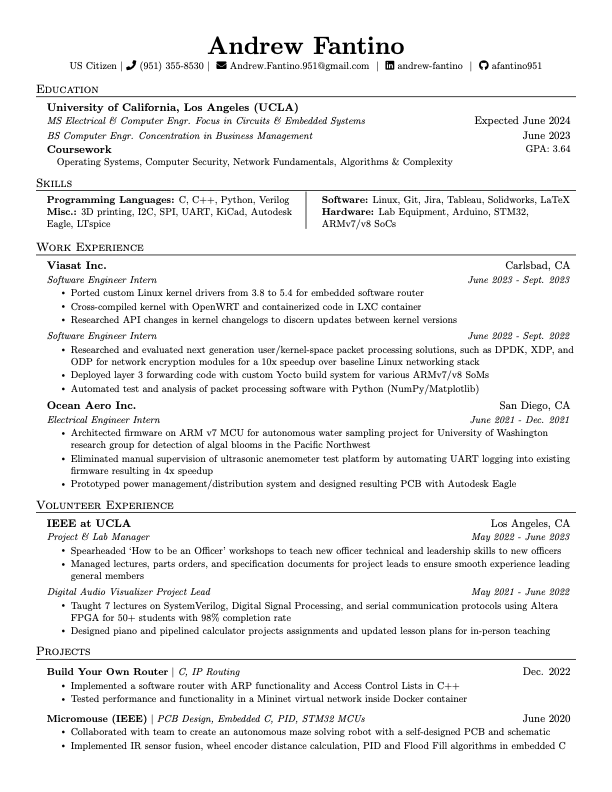 Andrew Fantino
US Citizen | (951) 355-8530 | Andrew.Fantino.951@gmail.com | andrew-fantino | afantino951
Education
University of California, Los Angeles (UCLA)
MS Electrical & Computer Engr. Focus in Circuits & Embedded Systems Expected June 2024
BS Computer Engr. Concentration in Business Management June 2023
Coursework GPA: 3.64
Operating Systems, Computer Security, Network Fundamentals, Algorithms & Complexity
Skills
Programming Languages: C, C++, Python, Verilog
Misc.: 3D printing, I2C, SPI, UART, KiCad, Autodesk
Eagle, LTspice
Software: Linux, Git, Jira, Tableau, Solidworks, LaTeX
Hardware: Lab Equipment, Arduino, STM32,
ARMv7/v8 SoCs
Work Experience
Viasat Inc. Carlsbad, CA
Software Engineer Intern June 2023 - Sept. 2023
• Ported custom Linux kernel drivers from 3.8 to 5.4 for embedded software router
• Cross-compiled kernel with OpenWRT and containerized code in LXC container
• Researched API changes in kernel changelogs to discern updates between kernel versions
Software Engineer Intern June 2022 - Sept. 2022
• Researched and evaluated next generation user/kernel-space packet processing solutions, such as DPDK, XDP, and
ODP for network encryption modules for a 10x speedup over baseline Linux networking stack
• Deployed layer 3 forwarding code with custom Yocto build system for various ARMv7/v8 SoMs
• Automated test and analysis of packet processing software with Python (NumPy/Matplotlib)
Ocean Aero Inc. San Diego, CA
Electrical Engineer Intern June 2021 - Dec. 2021
• Architected firmware on ARM v7 MCU for autonomous water sampling project for University of Washington
research group for detection of algal blooms in the Pacific Northwest
• Eliminated manual supervision of ultrasonic anemometer test platform by automating UART logging into existing
firmware resulting in 4x speedup
• Prototyped power management/distribution system and designed resulting PCB with Autodesk Eagle
Volunteer Experience
IEEE at UCLA Los Angeles, CA
Project & Lab Manager May 2022 - June 2023
• Spearheaded ‘How to be an Officer’ workshops to teach new officer technical and leadership skills to new officers
• Managed lectures, parts orders, and specification documents for project leads to ensure smooth experience leading
general members
Digital Audio Visualizer Project Lead May 2021 - June 2022
• Taught 7 lectures on SystemVerilog, Digital Signal Processing, and serial communication protocols using Altera
FPGA for 50+ students with 98% completion rate
• Designed piano and pipelined calculator projects assignments and updated lesson plans for in-person teaching
Projects
Build Your Own Router | C, IP Routing Dec. 2022
• Implemented a software router with ARP functionality and Access Control Lists in C++
• Tested performance and functionality in a Mininet virtual network inside Docker container
Micromouse (IEEE) | PCB Design, Embedded C, PID, STM32 MCUs June 2020
• Collaborated with team to create an autonomous maze solving robot with a self-designed PCB and schematic
• Implemented IR sensor fusion, wheel encoder distance calculation, PID and Flood Fill algorithms in embedded C